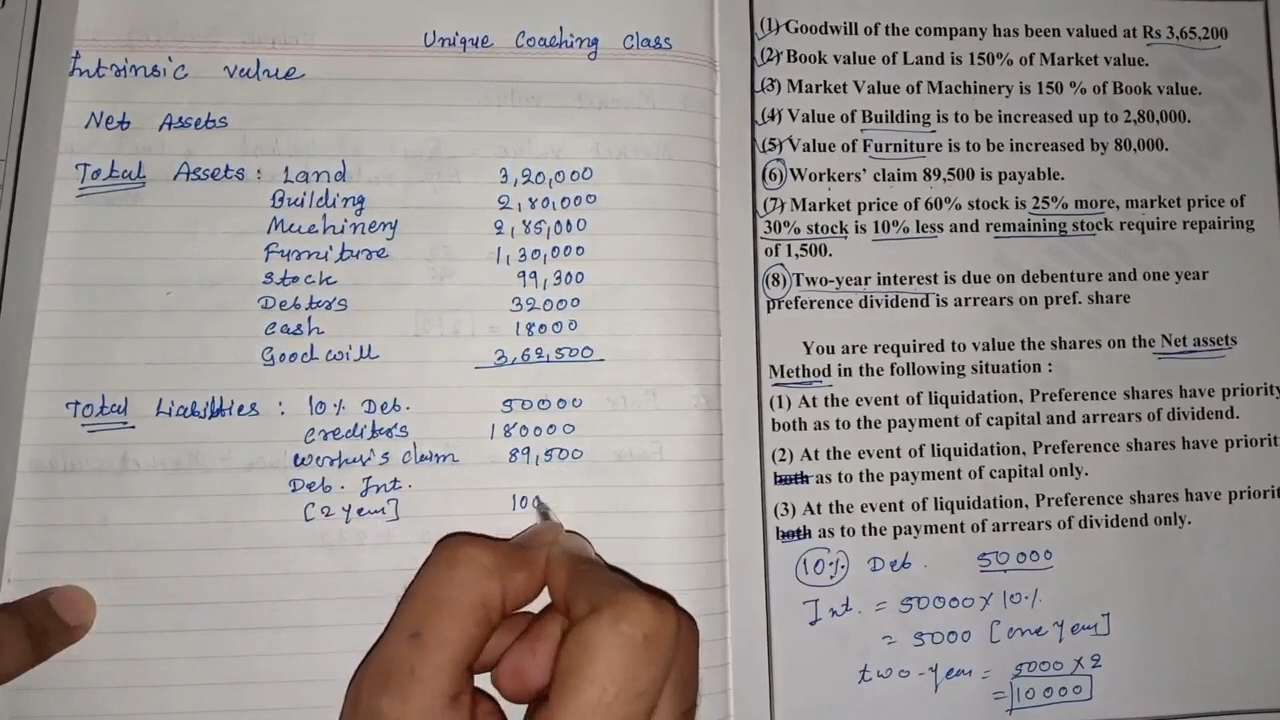 Unique Coaching Class
Intrinsic value
Net Assets
Total Assets : Land 3,20,000
Building 2,80,000
Machinery 2,85,000
Furniture 1,30,000
Stock 99,300
Debtors 32000
Cash 18000
Goodwill 3,62,500
Total Liabilities : 10% Deb. 50000
Creditors 180000
Worker's claim 89,500
Deb. Int.
[2 year] 100
(1) Goodwill of the company has been valued at Rs 3,65,200
(2) Book value of Land is 150% of Market value.
(3) Market Value of Machinery is 150 % of Book value.
(4) Value of Building is to be increased up to 2,80,000.
(5) Value of Furniture is to be increased by 80,000.
(6) Workers' claim 89,500 is payable.
(7) Market price of 60% stock is 25% more, market price of
30% stock is 10% less and remaining stock require repairing
of 1,500.
(8) Two-year interest is due on debenture and one year
preference dividend is arrears on pref. share
You are required to value the shares on the Net assets
Method in the following situation :
(1) At the event of liquidation, Preference shares have priority
both as to the payment of capital and arrears of dividend.
(2) At the event of liquidation, Preference shares have priorit
both as to the payment of capital only.
(3) At the event of liquidation, Preference shares have priorit
both as to the payment of arrears of dividend only.
10% Deb. 50000
Int. = 50000 × 10%
= 5000 [one year]
two-year = 5000 × 2
= 10000